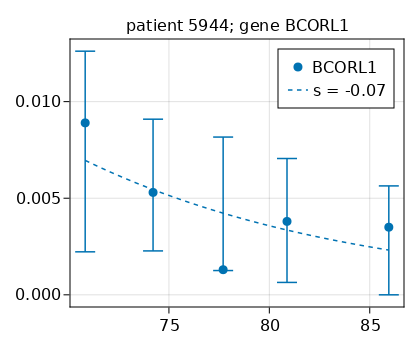 patient 5944; gene BCORL1
BCORL1
s = -0.07
0.010
0.005
0.000
75
80
85